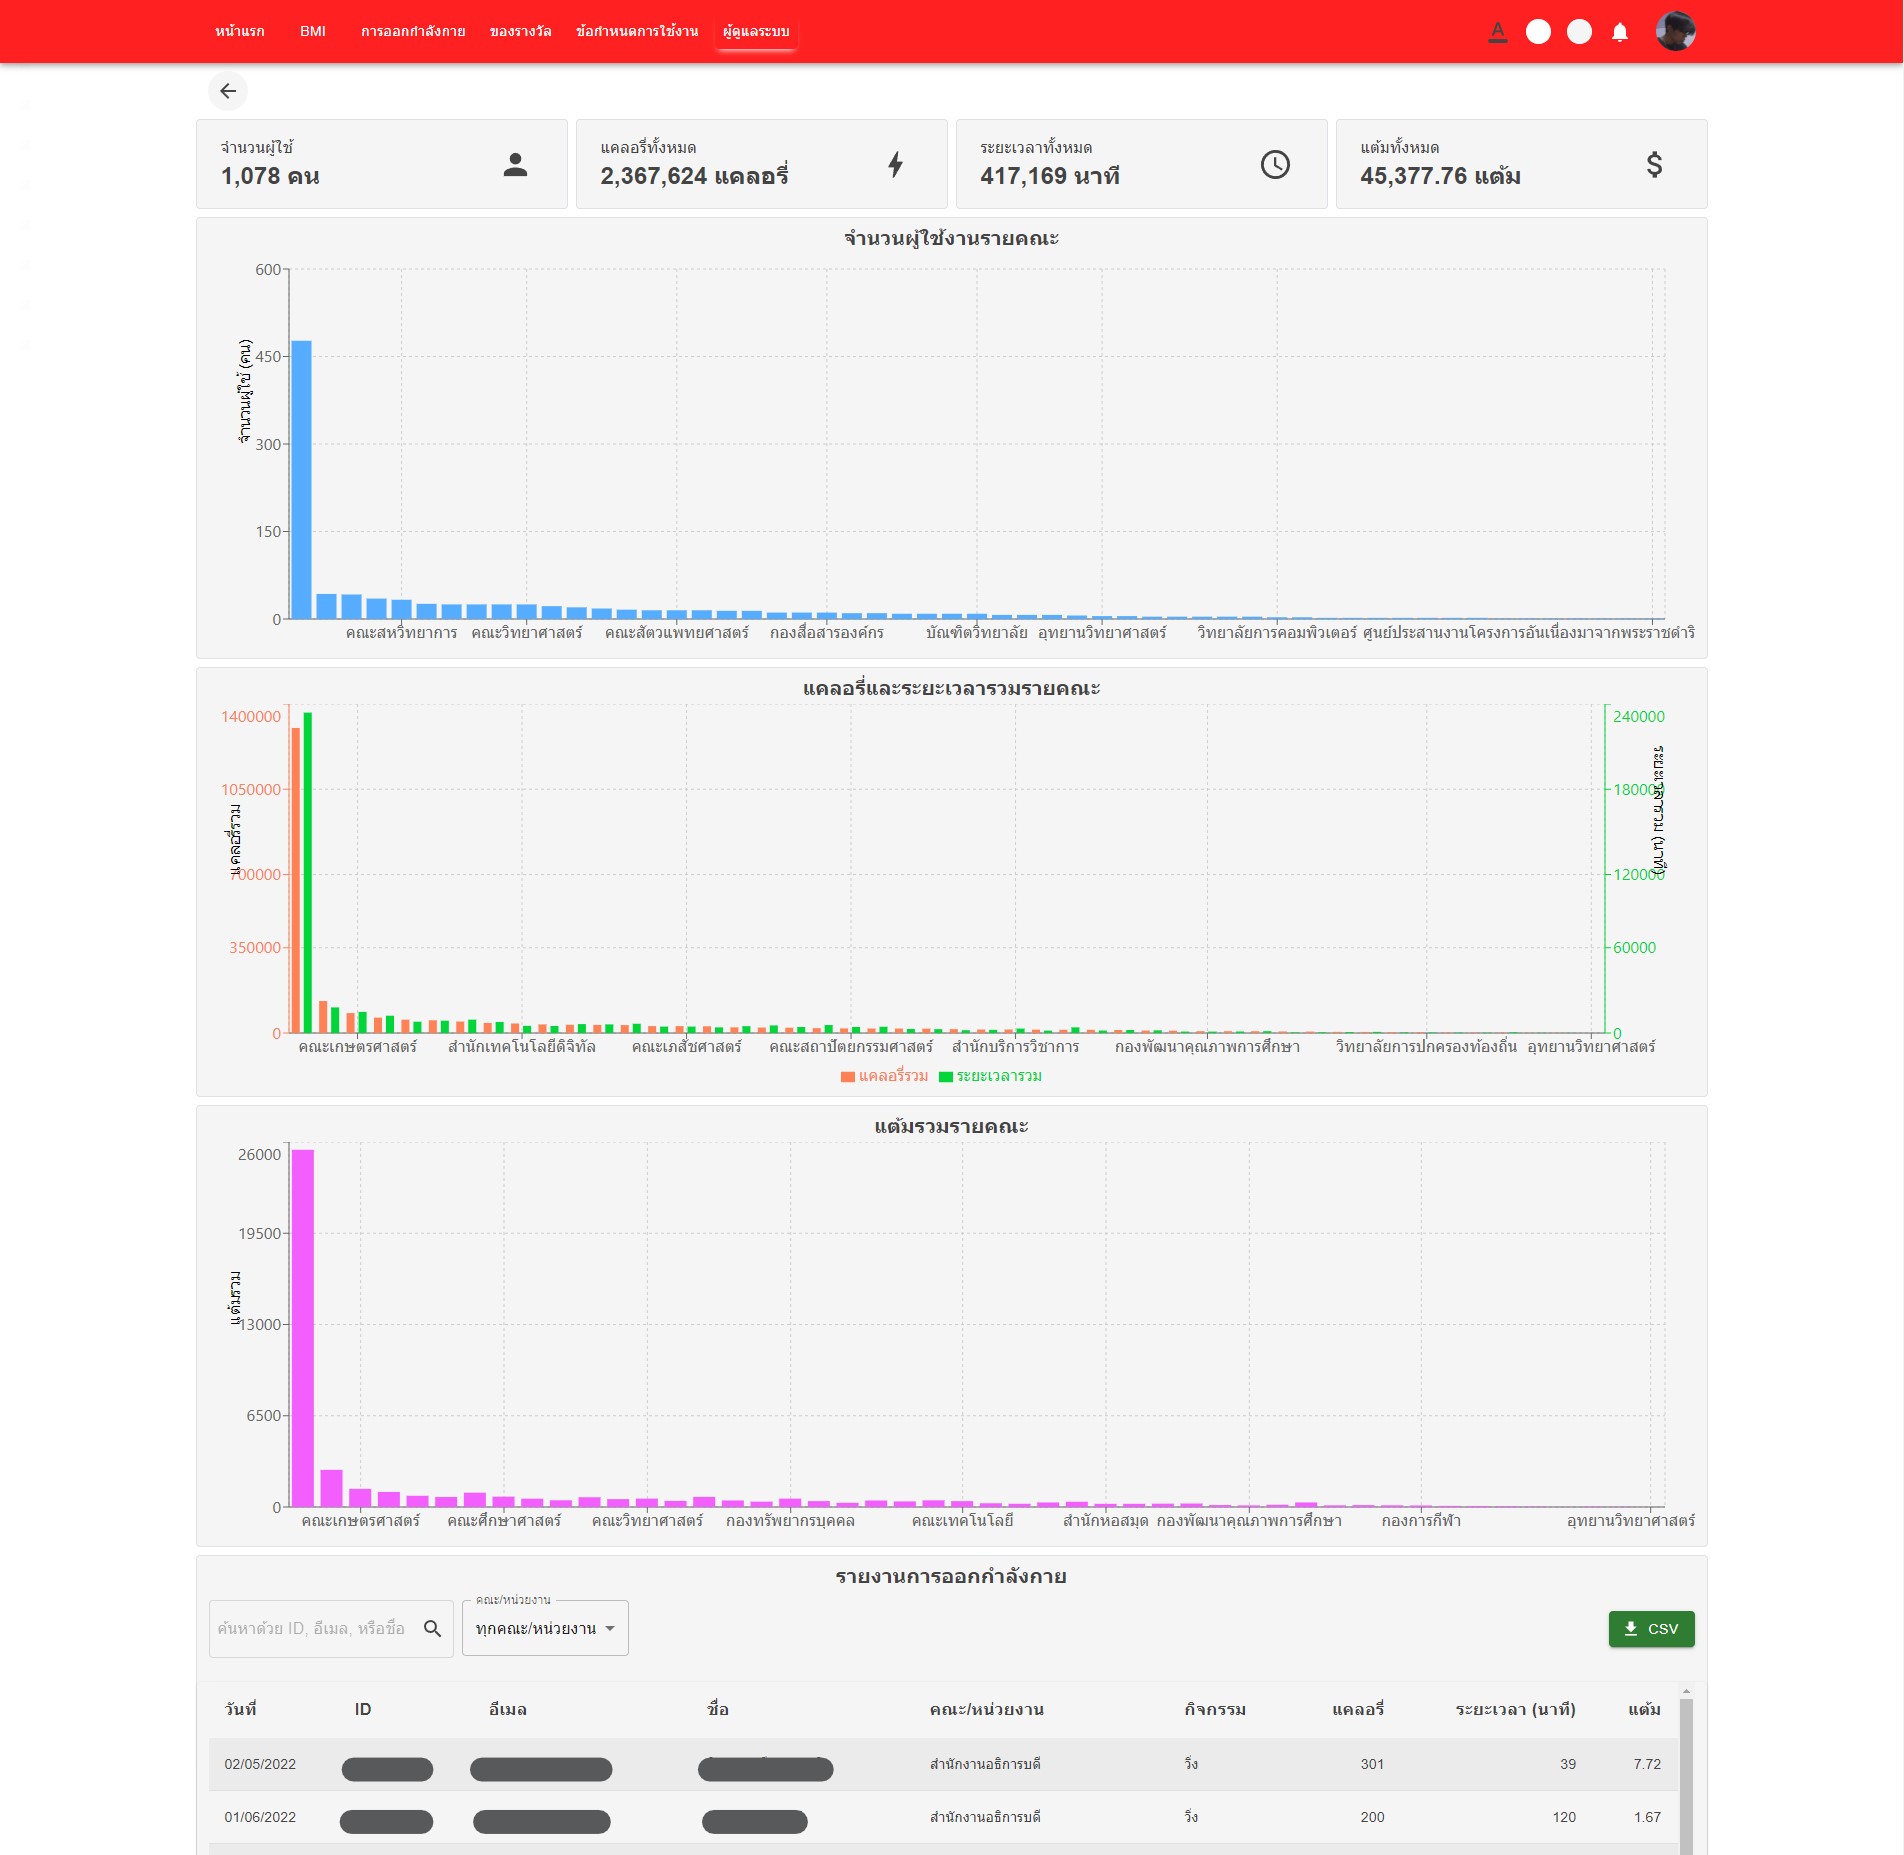 หน้าแรก BMI การออกกำลังกาย ของรางวัล ข้อกำหนดการใช้งาน ผู้ดูแลระบบ A
จำนวนผู้ใช้ แคลอรี่ทั้งหมด ระยะเวลาทั้งหมด แต้มทั้งหมด
1,078 คน 2,367,624 แคลอรี่ 417,169 นาที 45,377.76 แต้ม
จำนวนผู้ใช้งานรายคณะ
จำนวนผู้ใช้ (คน)
600
450
300
150
0
คณะสหวิทยาการ คณะวิทยาศาสตร์ คณะสัตวแพทยศาสตร์ กองสื่อสารองค์กร บัณฑิตวิทยาลัย อุทยานวิทยาศาสตร์ วิทยาลัยการคอมพิวเตอร์ ศูนย์ประสานงานโครงการอันเนื่องมาจากพระราชดำริ
แคลอรี่และระยะเวลารวมรายคณะ
แคลอรี่รวม
ระยะเวลารวม (นาที)
1400000 240000
1050000 180000
700000 120000
350000 60000
0 0
คณะเกษตรศาสตร์ สำนักเทคโนโลยีดิจิทัล คณะเภสัชศาสตร์ คณะสถาปัตยกรรมศาสตร์ สำนักบริการวิชาการ กองพัฒนาคุณภาพการศึกษา วิทยาลัยการปกครองท้องถิ่น อุทยานวิทยาศาสตร์
แคลอรี่รวม ระยะเวลารวม
แต้มรวมรายคณะ
แต้มรวม
26000
19500
13000
6500
0
คณะเกษตรศาสตร์ คณะศึกษาศาสตร์ คณะวิทยาศาสตร์ กองทรัพยากรบุคคล คณะเทคโนโลยี สำนักหอสมุด กองพัฒนาคุณภาพการศึกษา กองการกีฬา อุทยานวิทยาศาสตร์
รายงานการออกกำลังกาย
คณะ/หน่วยงาน
ค้นหาด้วย ID, อีเมล, หรือชื่อ ทุกคณะ/หน่วยงาน CSV
วันที่ ID อีเมล ชื่อ คณะ/หน่วยงาน กิจกรรม แคลอรี่ ระยะเวลา (นาที) แต้ม
02/05/2022 สำนักงานอธิการบดี วิ่ง 301 39 7.72
01/06/2022 สำนักงานอธิการบดี วิ่ง 200 120 1.67